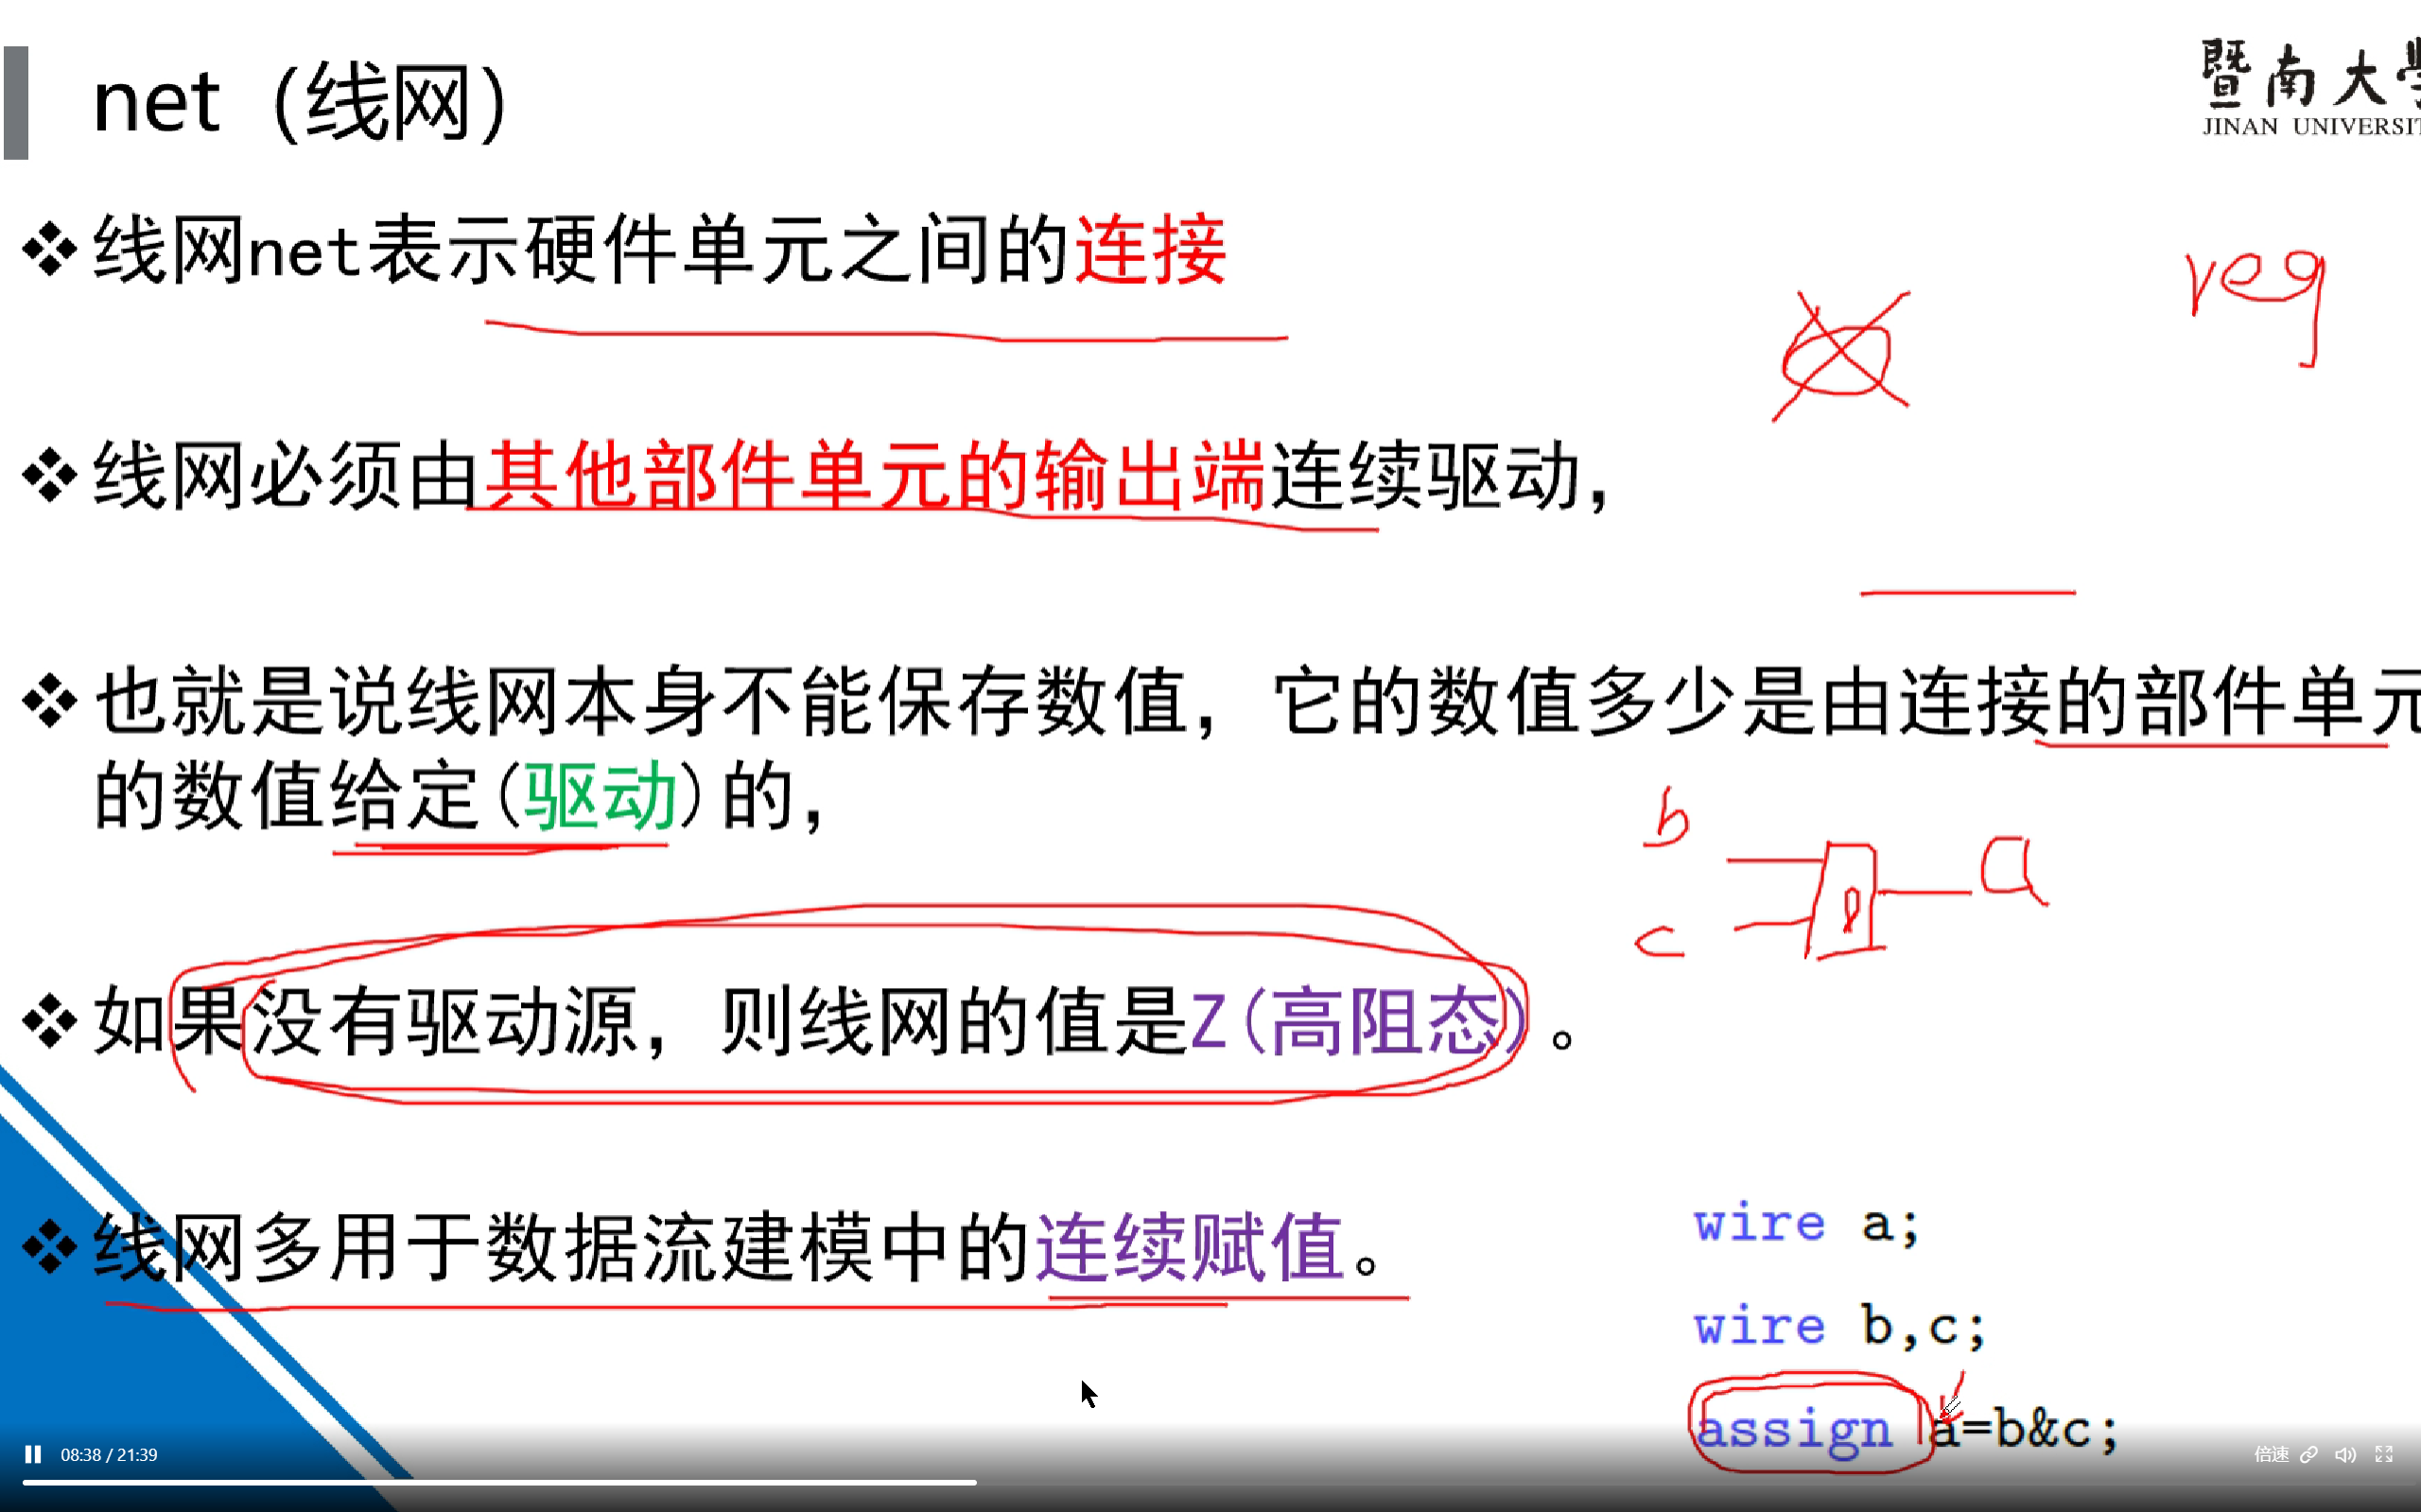 net（线网）
暨南大學
JINAN UNIVERSIT
❖线网net表示硬件单元之间的连接
reg
❖线网必须由其他部件单元的输出端连续驱动，
❖也就是说线网本身不能保存数值，它的数值多少是由连接的部件单元
的数值给定(驱动)的，
b
a
c
❖如果没有驱动源，则线网的值是Z(高阻态)。
❖线网多用于数据流建模中的连续赋值。
wire a;
wire b,c;
assign a=b&c;
08:38 / 21:39
倍速